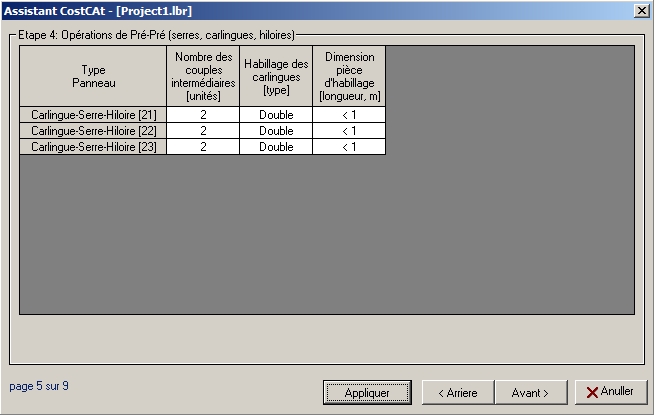 Assistant CostCAt - [Project1.lbr]
Etape 4: Opérations de Pré-Pré (serres, carlingues, hiloires)
Type
Panneau
Nombre des
couples
intermédiaires
[unités]
Habillage des
carlingues
[type]
Dimension
pièce
d'habillage
[longueur, m]
Carlingue-Serre-Hiloire [21] 2 Double < 1
Carlingue-Serre-Hiloire [22] 2 Double < 1
Carlingue-Serre-Hiloire [23] 2 Double < 1
page 5 sur 9
Appliquer
< Arriere
Avant >
Anuller